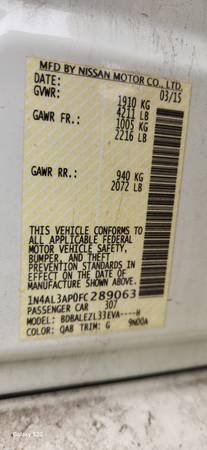 MFD BY NISSAN MOTOR CO., LTD.
DATE: 03/15
GVWR: 1910 KG
4211 LB
GAWR FR.: 1005 KG
2216 LB
GAWR RR.: 940 KG
2072 LB
THIS VEHICLE CONFORMS TO
ALL APPLICABLE FEDERAL
MOTOR VEHICLE SAFETY,
BUMPER, AND THEFT
PREVENTION STANDARDS IN
EFFECT ON THE DATE OF
MANUFACTURE SHOWN ABOVE.
1N4AL3AP0FC289063
PASSENGER CAR 307
MODEL: BDBALEZL33EVA----H
COLOR: QAB TRIM: G 9N00A
Galaxy S20